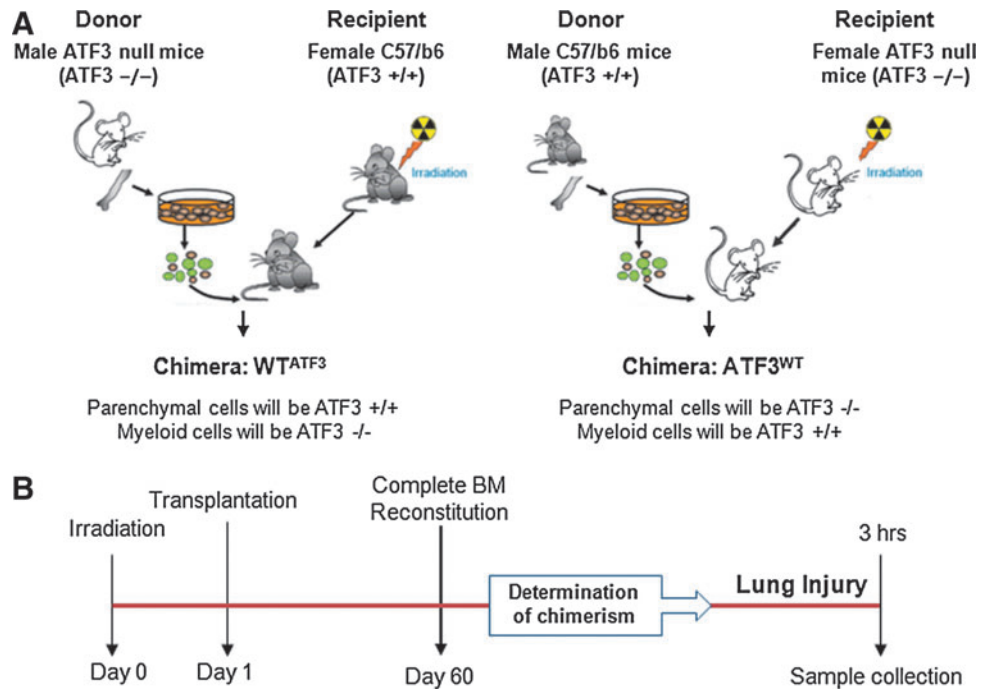 A
Donor
Male ATF3 null mice
(ATF3 –/–)
Recipient
Female C57/b6
(ATF3 +/+)
Irradiation
Chimera: WTATF3
Parenchymal cells will be ATF3 +/+
Myeloid cells will be ATF3 -/-
Donor
Male C57/b6 mice
(ATF3 +/+)
Recipient
Female ATF3 null
mice (ATF3 –/–)
Irradiation
Chimera: ATF3WT
Parenchymal cells will be ATF3 -/-
Myeloid cells will be ATF3 +/+
B
Irradiation
Transplantation
Complete BM
Reconstitution
3 hrs
Determination
of chimerism
Lung Injury
Day 0
Day 1
Day 60
Sample collection